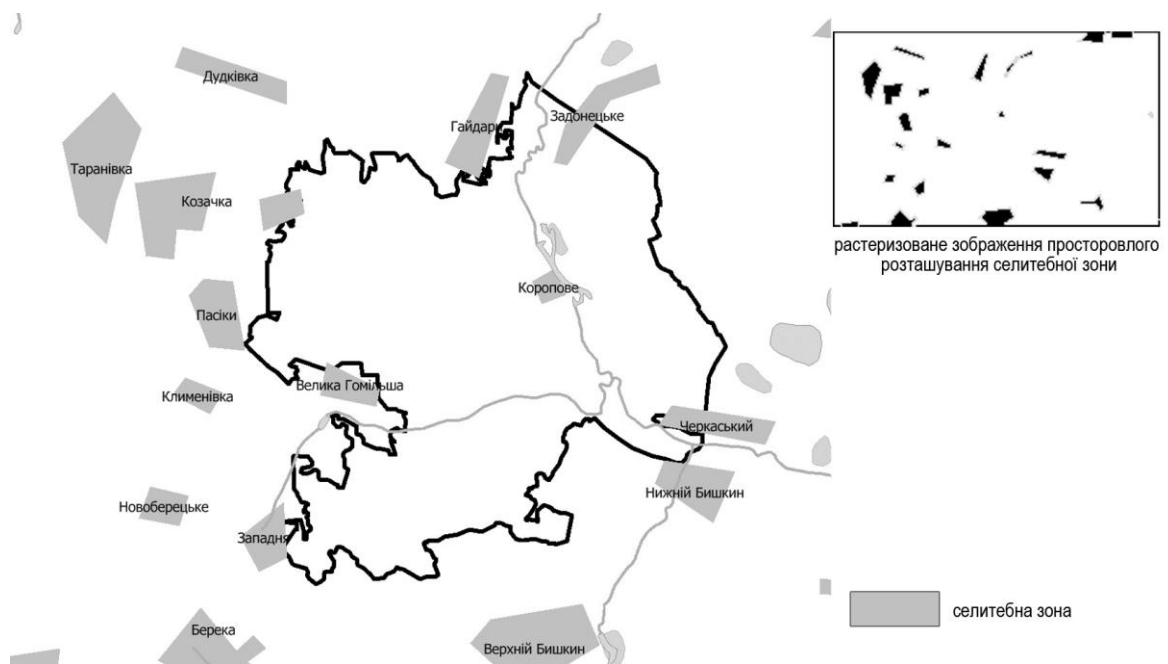 Дудківка
Гайдари
Задонецьке
Таранівка
Козачка
Коропове
Пасіки
Велика Гомільша
Клименівка
Черкаський
Нижній Бишкин
Новоберецьке
Западня
Берека
Верхній Бишкин
растеризоване зображення просторовлого
розташування селитебної зони
селитебна зона